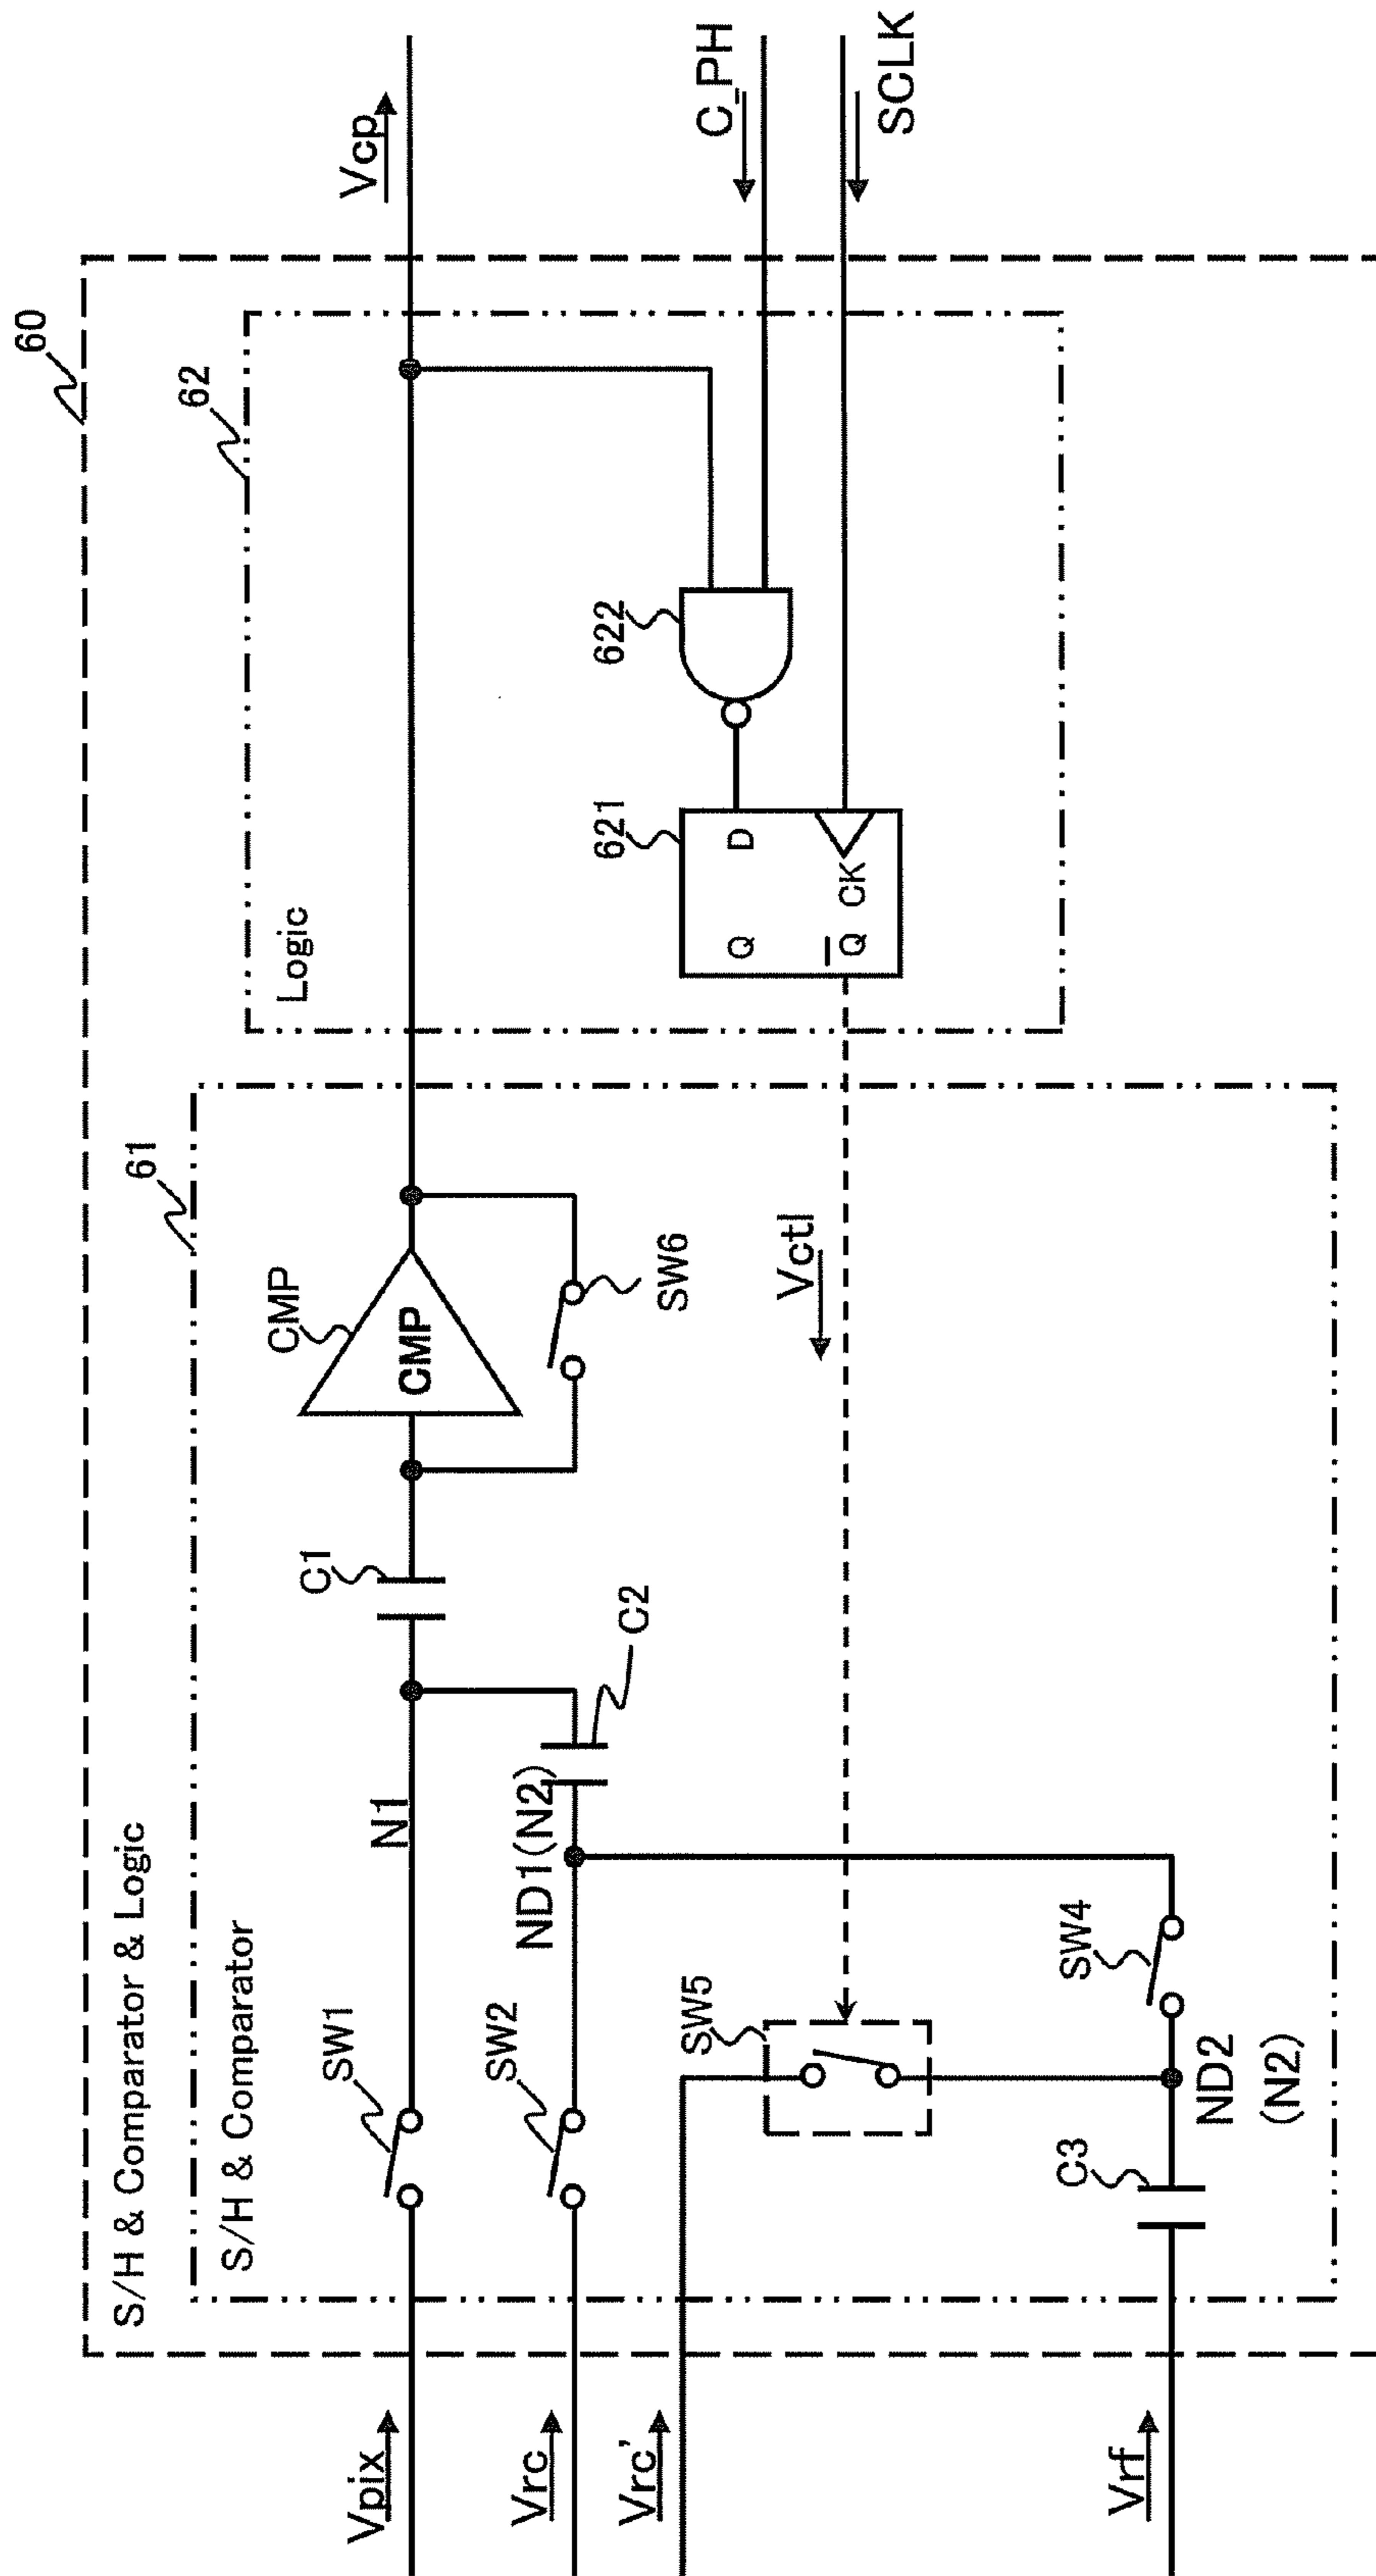 60
S/H & Comparator & Logic
61
S/H & Comparator
62
Logic
Vpix
SW1
N1
C1
CMP
CMP
Vcp
SW6
Vrc
SW2
ND1(N2)
C2
Vrc'
SW5
Vctl
621
Q
D
Q
CK
622
C_PH
SCLK
Vrf
C3
ND2
(N2)
SW4